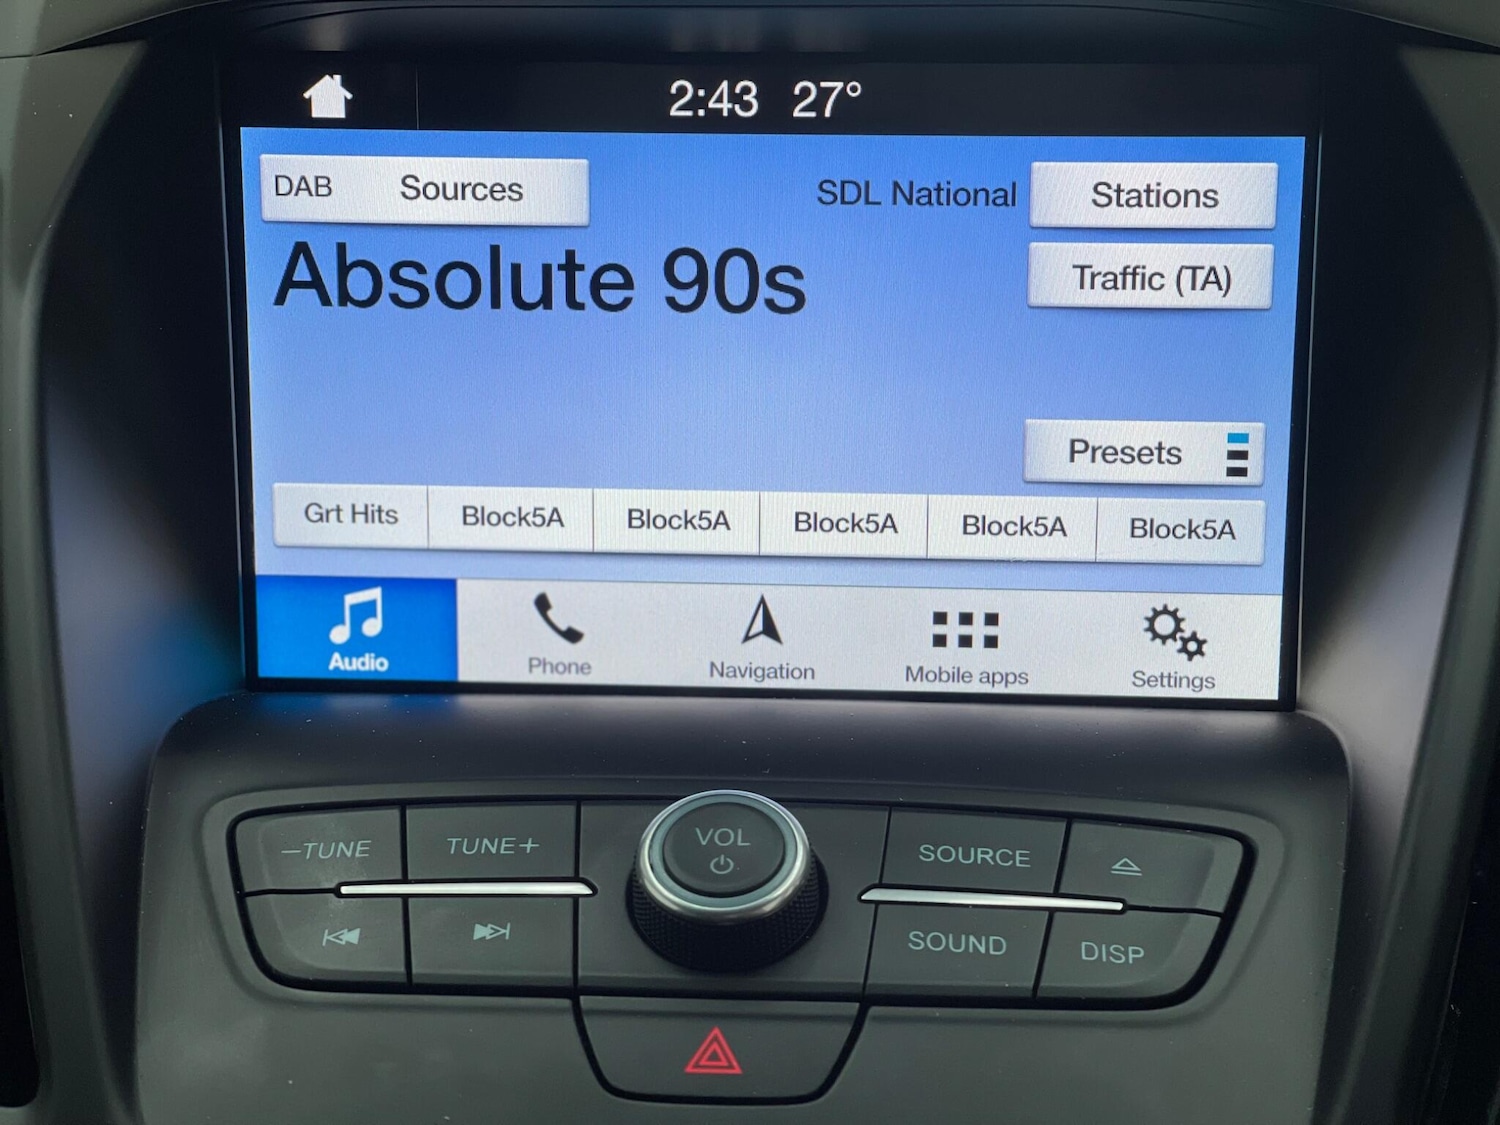 2:43 27°
DAB Sources
SDL National
Stations
Absolute 90s
Traffic (TA)
Presets
Grt Hits
Block5A
Block5A
Block5A
Block5A
Block5A
Audio
Phone
Navigation
Mobile apps
Settings
–TUNE
TUNE+
VOL
SOURCE
SOUND
DISP